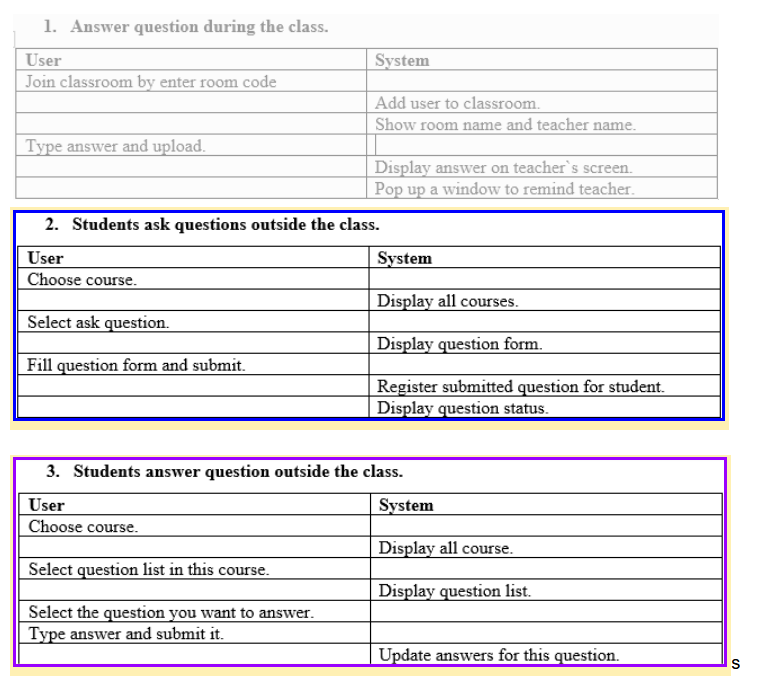 1. Answer question during the class.
User System
Join classroom by enter room code
Add user to classroom.
Show room name and teacher name.
Type answer and upload.
Display answer on teacher`s screen.
Pop up a window to remind teacher.
2. Students ask questions outside the class.
User System
Choose course.
Display all courses.
Select ask question.
Display question form.
Fill question form and submit.
Register submitted question for student.
Display question status.
3. Students answer question outside the class.
User System
Choose course.
Display all course.
Select question list in this course.
Display question list.
Select the question you want to answer.
Type answer and submit it.
Update answers for this question.
s